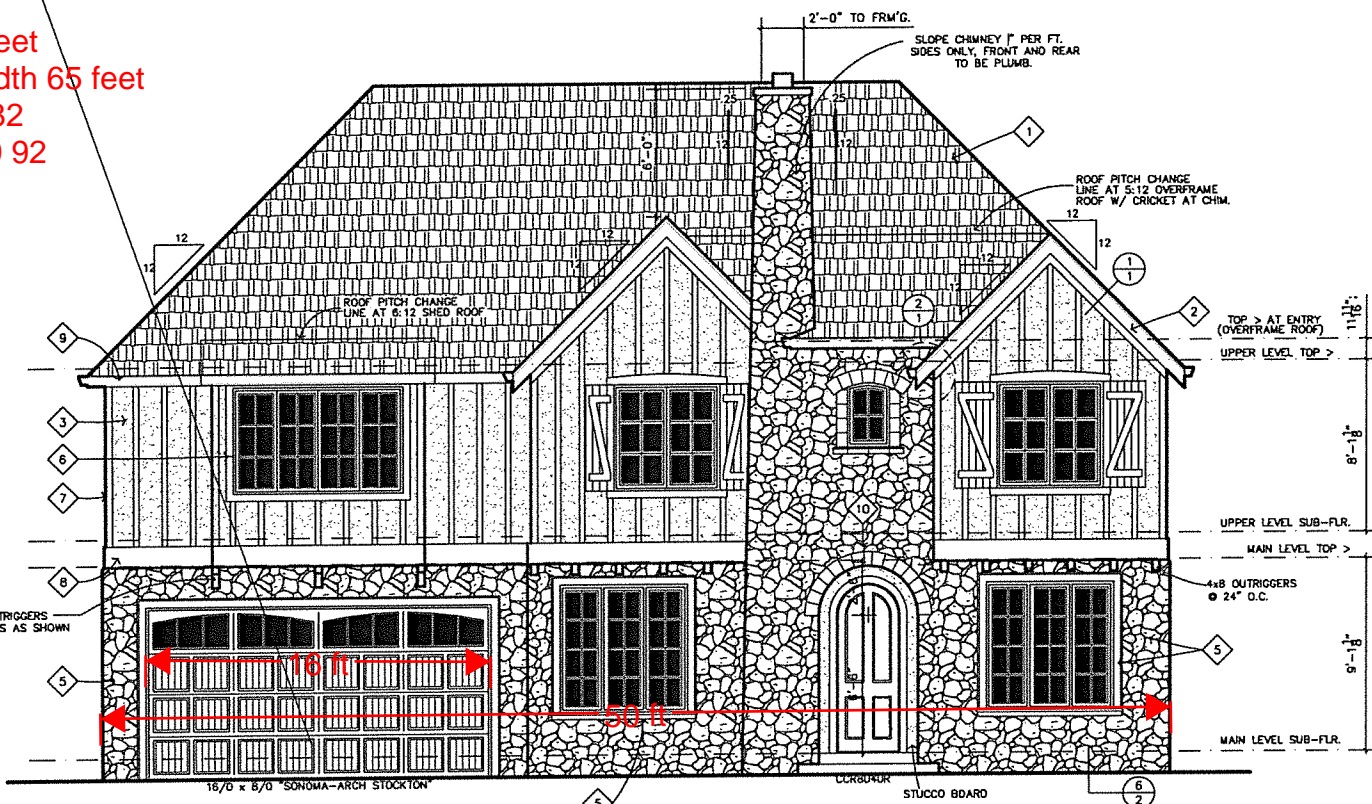 eet
dth 65 feet
32
92
2'-0" TO FRM'G.
SLOPE CHIMNEY 1" PER FT.
SIDES ONLY, FRONT AND REAR
TO BE PLUMB.
25
25
12
12
6'-0"
1
ROOF PITCH CHANGE
LINE AT 5:12 OVERFRAME
ROOF W/ CRICKET AT CHIM.
12
12
12
12
12
12
12
12
1
1
ROOF PITCH CHANGE
LINE AT 6:12 SHED ROOF
2
1
2
TOP > AT ENTRY
(OVERFRAME ROOF)
9
UPPER LEVEL TOP >
3
6
8'-1 1/8"
7
10
UPPER LEVEL SUB-FLR.
MAIN LEVEL TOP >
8
4x8 OUTRIGGERS
@ 24" O.C.
TRIGGERS
S AS SHOWN
5
16 ft
5
9'-1 1/8"
50 ft
MAIN LEVEL SUB-FLR.
16/0 x 8/0 "SONOMA-ARCH STOCKTON"
5
STUCCO BOARD
6
2